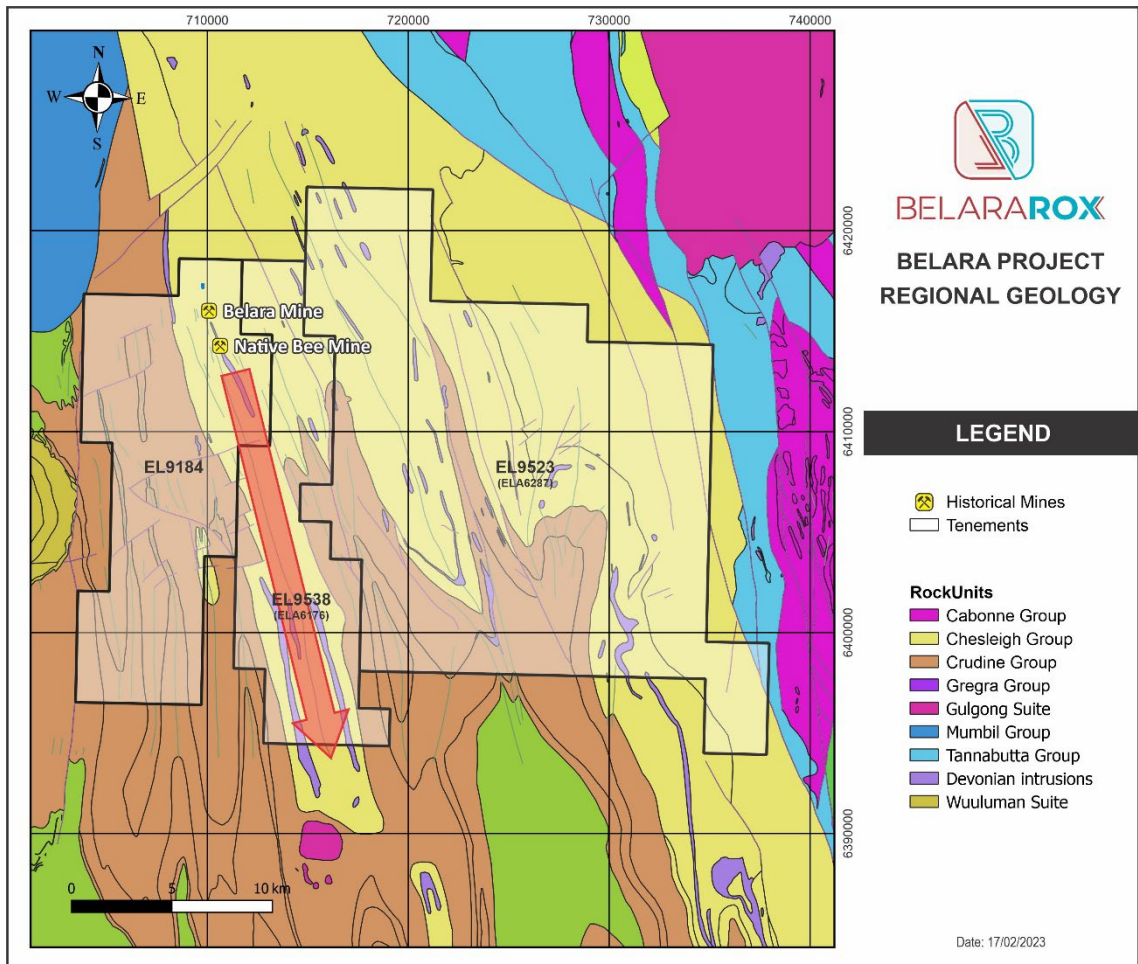 710000
720000
730000
740000
N
W
E
S
6420000
6410000
6400000
6390000
Belara Mine
Native Bee Mine
EL9184
EL9523
(ELA6287)
EL9538
(ELA6176)
0
5
10 km
BELARAROX
BELARA PROJECT
REGIONAL GEOLOGY
LEGEND
Historical Mines
Tenements
RockUnits
Cabonne Group
Chesleigh Group
Crudine Group
Gregra Group
Gulgong Suite
Mumbil Group
Tannabutta Group
Devonian intrusions
Wuuluman Suite
Date: 17/02/2023